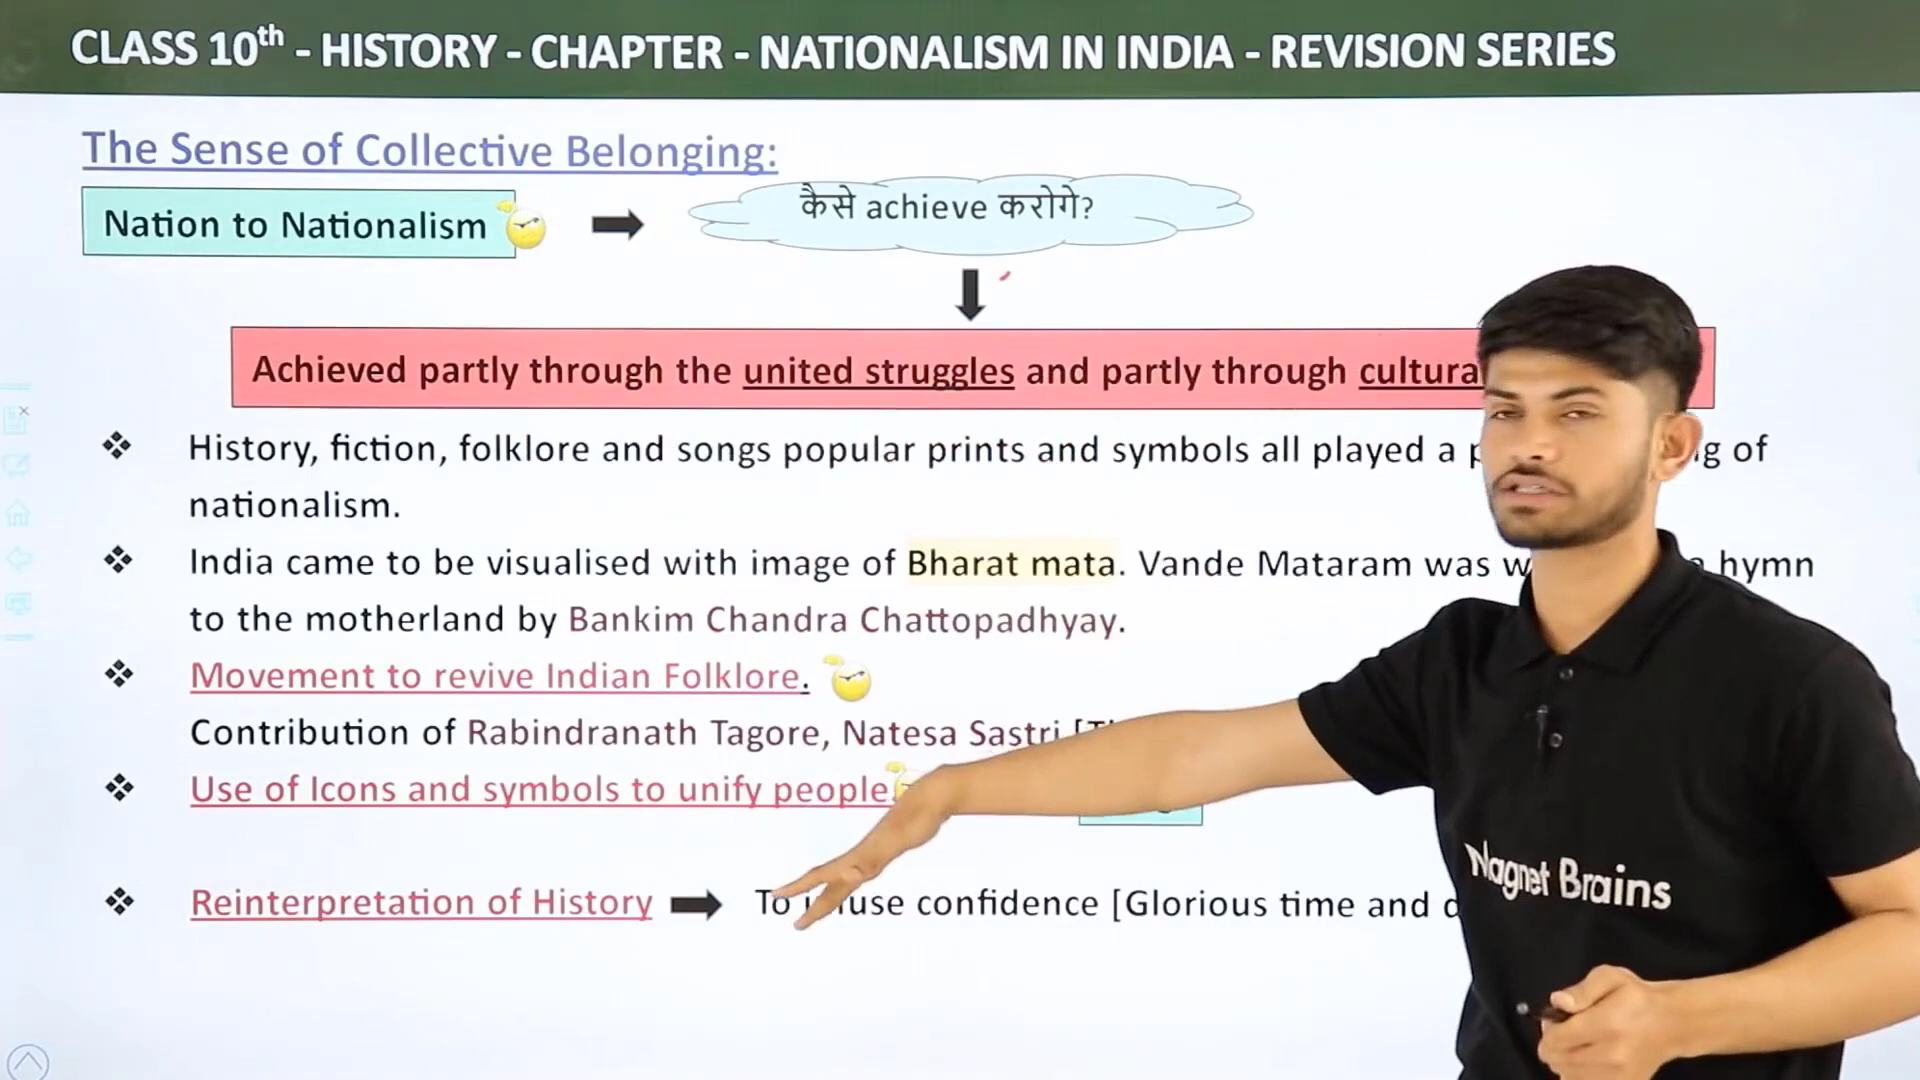 CLASS 10th - HISTORY - CHAPTER - NATIONALISM IN INDIA - REVISION SERIES
The Sense of Collective Belonging:
Nation to Nationalism
कैसे achieve करोगे?
Achieved partly through the united struggles and partly through
History, fiction, folklore and songs popular prints and symbols all played a of
nationalism.
India came to be visualised with image of Bharat mata. Vande Mataram was hymn
to the motherland by Bankim Chandra Chattopadhyay.
Movement to revive Indian Folklore.
Contribution of Rabindranath Tagore, Natesa Sastri
Use of Icons and symbols to unify people.
Reinterpretation of History To confidence [Glorious time and
Magnet Brains